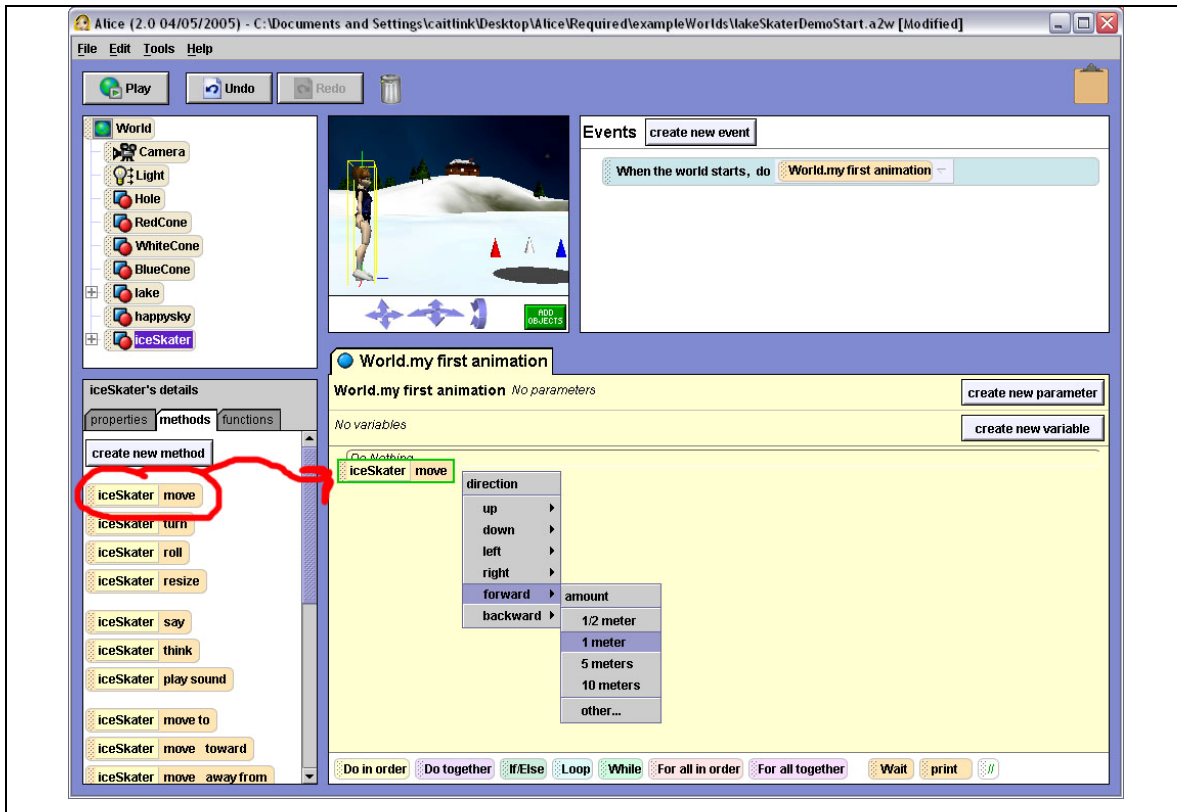 Alice (2.0 04/05/2005) - C:\Documents and Settings\caitlink\Desktop\Alice\Required\exampleWorlds\lakeSkaterDemoStart.a2w [Modified]
File Edit Tools Help
Play Undo Redo
World
Camera
Light
Hole
RedCone
WhiteCone
BlueCone
lake
happysky
iceSkater
ADD OBJECTS
Events create new event
When the world starts, do World.my first animation
iceSkater's details
properties methods functions
create new method
iceSkater move
iceSkater turn
iceSkater roll
iceSkater resize
iceSkater say
iceSkater think
iceSkater play sound
iceSkater move to
iceSkater move toward
iceSkater move away from
World.my first animation
World.my first animation No parameters create new parameter
No variables create new variable
Do Nothing
iceSkater move
direction
up
down
left
right
forward
backward
amount
1/2 meter
1 meter
5 meters
10 meters
other...
Do in order Do together If/Else Loop While For all in order For all together Wait print //